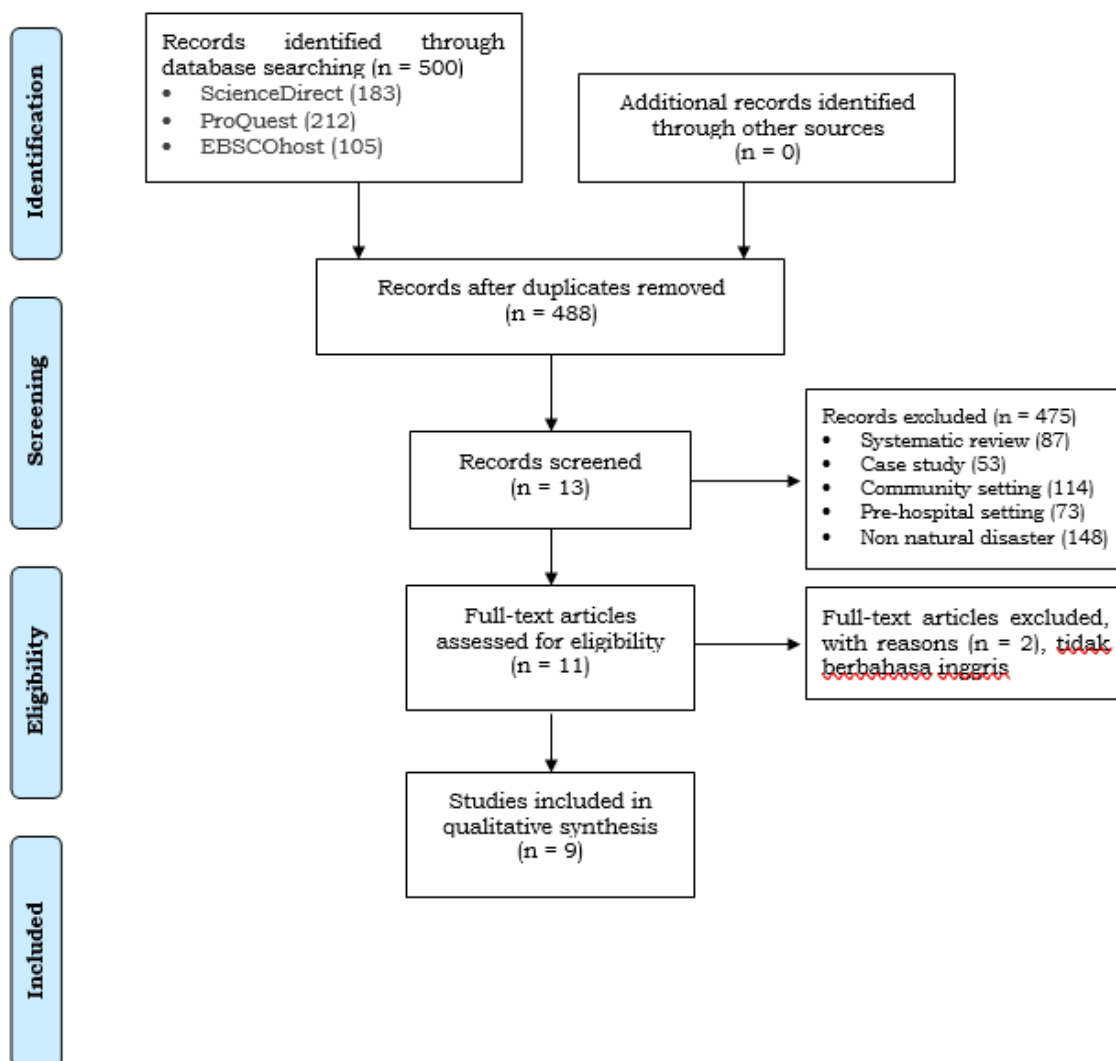 Identification
Records identified through
database searching (n = 500)
• ScienceDirect (183)
• ProQuest (212)
• EBSCOhost (105)
Additional records identified
through other sources
(n = 0)
Records after duplicates removed
(n = 488)
Screening
Records screened
(n = 13)
Records excluded (n = 475)
• Systematic review (87)
• Case study (53)
• Community setting (114)
• Pre-hospital setting (73)
• Non natural disaster (148)
Eligibility
Full-text articles
assessed for eligibility
(n = 11)
Full-text articles excluded,
with reasons (n = 2), tidak
berbahasa inggris
Studies included in
qualitative synthesis
(n = 9)
Included